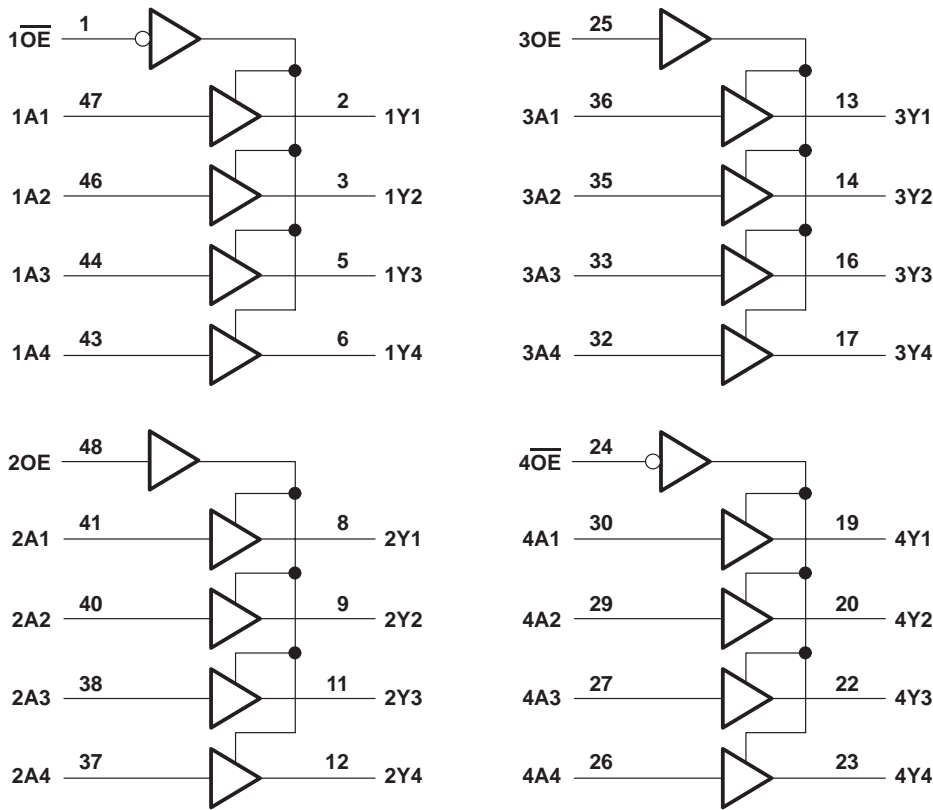 1O̅E̅ 1
1A1 47 2 1Y1
1A2 46 3 1Y2
1A3 44 5 1Y3
1A4 43 6 1Y4
3OE 25
3A1 36 13 3Y1
3A2 35 14 3Y2
3A3 33 16 3Y3
3A4 32 17 3Y4
2OE 48
2A1 41 8 2Y1
2A2 40 9 2Y2
2A3 38 11 2Y3
2A4 37 12 2Y4
4O̅E̅ 24
4A1 30 19 4Y1
4A2 29 20 4Y2
4A3 27 22 4Y3
4A4 26 23 4Y4